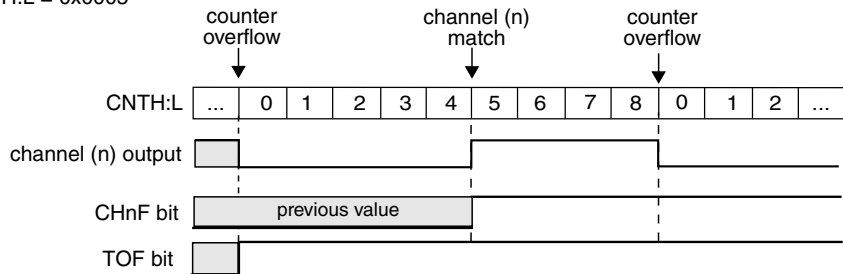 counter overflow
channel (n) match
counter overflow
CNTH:L ... 0 1 2 3 4 5 6 7 8 0 1 2 ...
channel (n) output
CHnF bit previous value
TOF bit